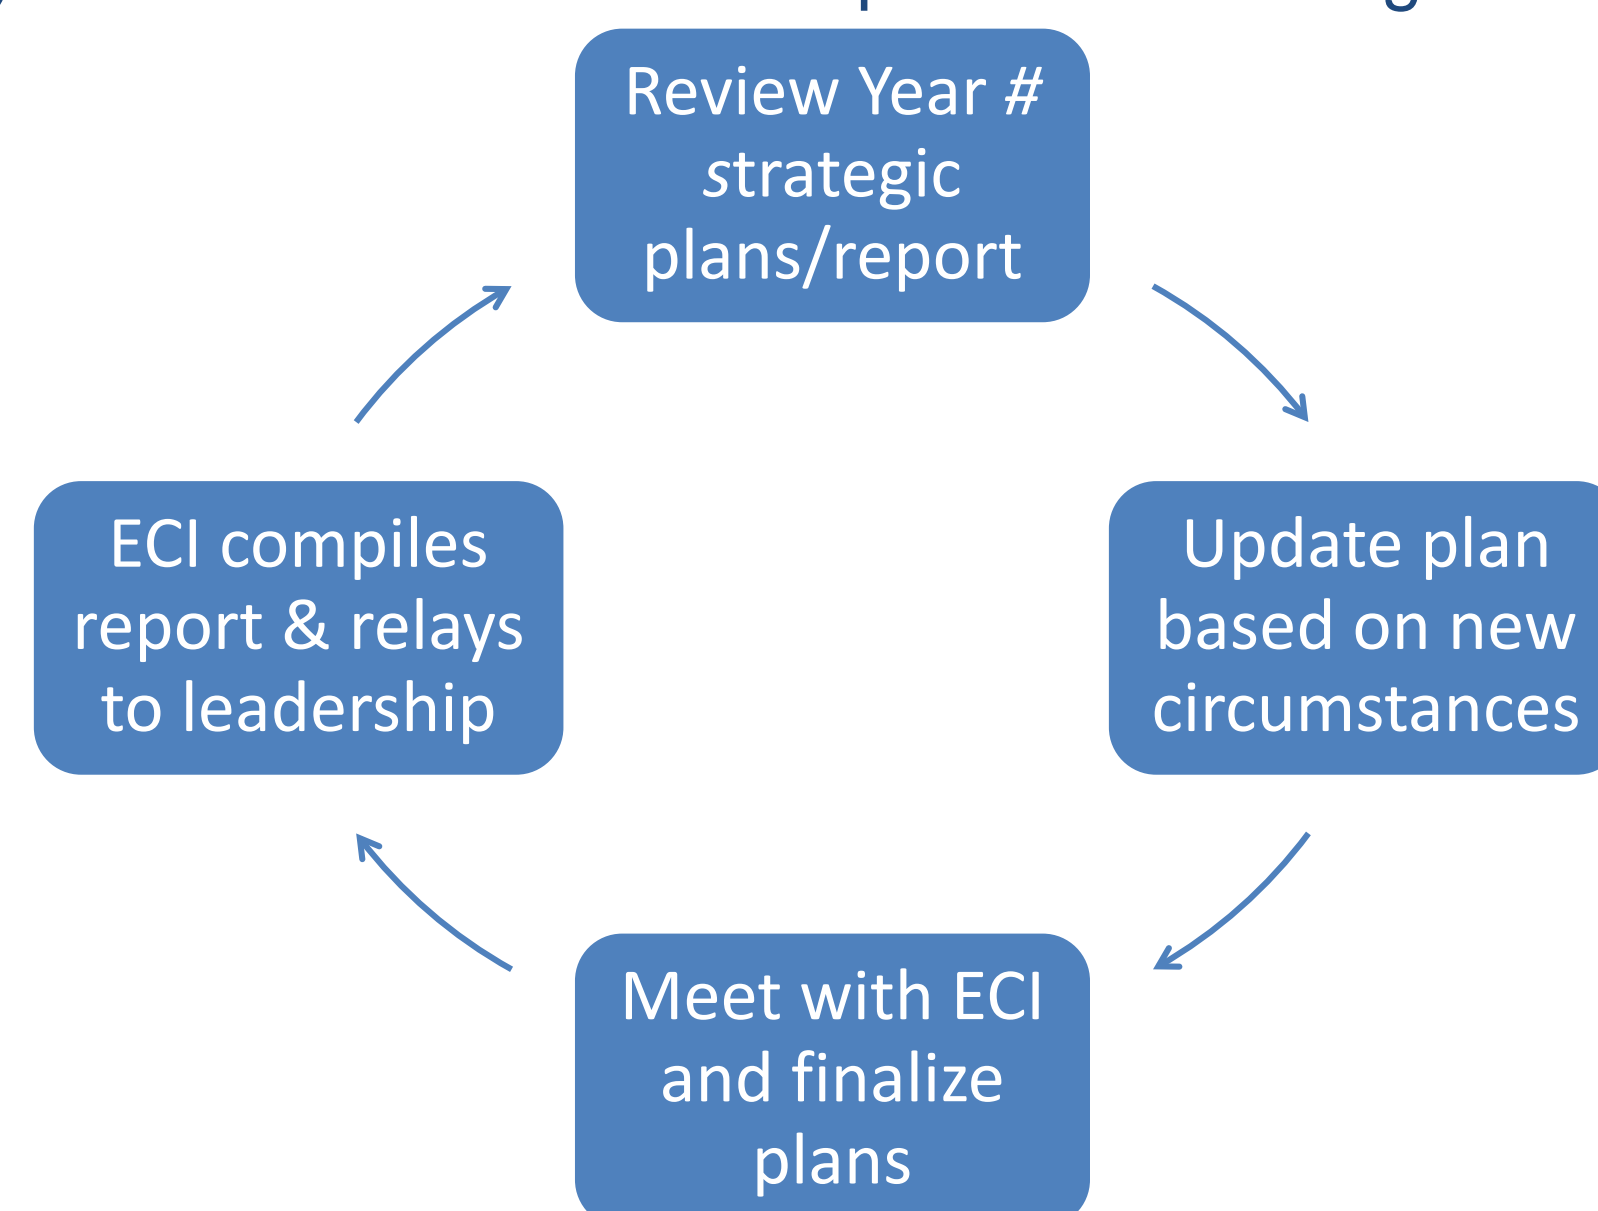 Review Year #
strategic
plans/report
Update plan
based on new
circumstances
Meet with ECI
and finalize
plans
ECI compiles
report & relays
to leadership